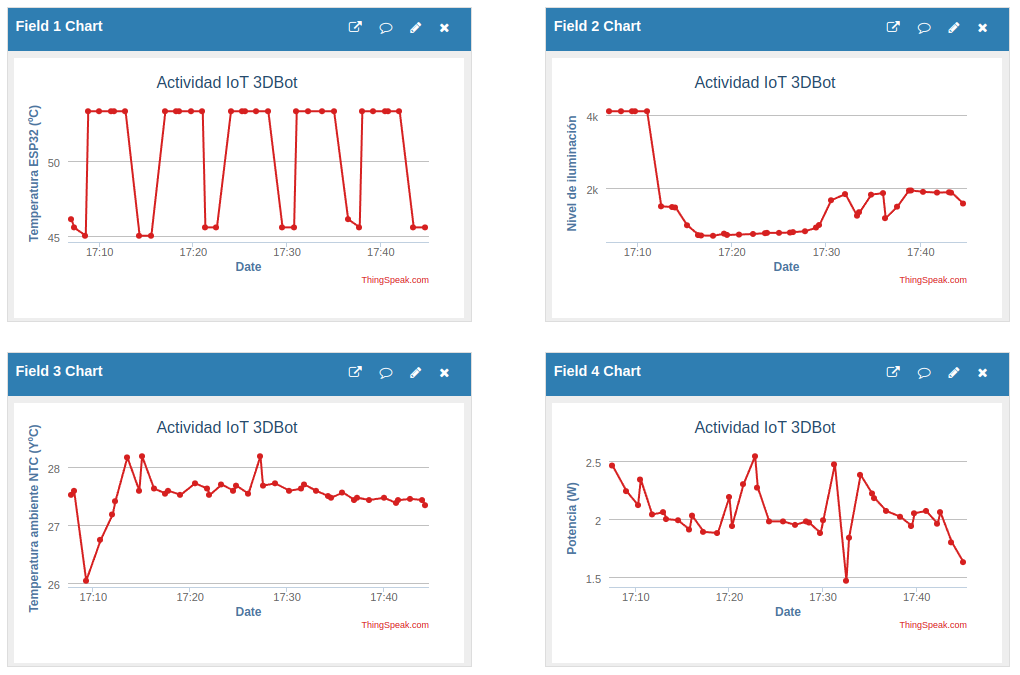 Field 1 Chart
Actividad IoT 3DBot
Temperatura ESP32 (ºC)
50
45
17:10 17:20 17:30 17:40
Date
ThingSpeak.com
Field 2 Chart
Actividad IoT 3DBot
Nivel de iluminación
4k
2k
17:10 17:20 17:30 17:40
Date
ThingSpeak.com
Field 3 Chart
Actividad IoT 3DBot
Temperatura ambiente NTC (YºC)
28
27
26
17:10 17:20 17:30 17:40
Date
ThingSpeak.com
Field 4 Chart
Actividad IoT 3DBot
Potencia (W)
2.5
2
1.5
17:10 17:20 17:30 17:40
Date
ThingSpeak.com